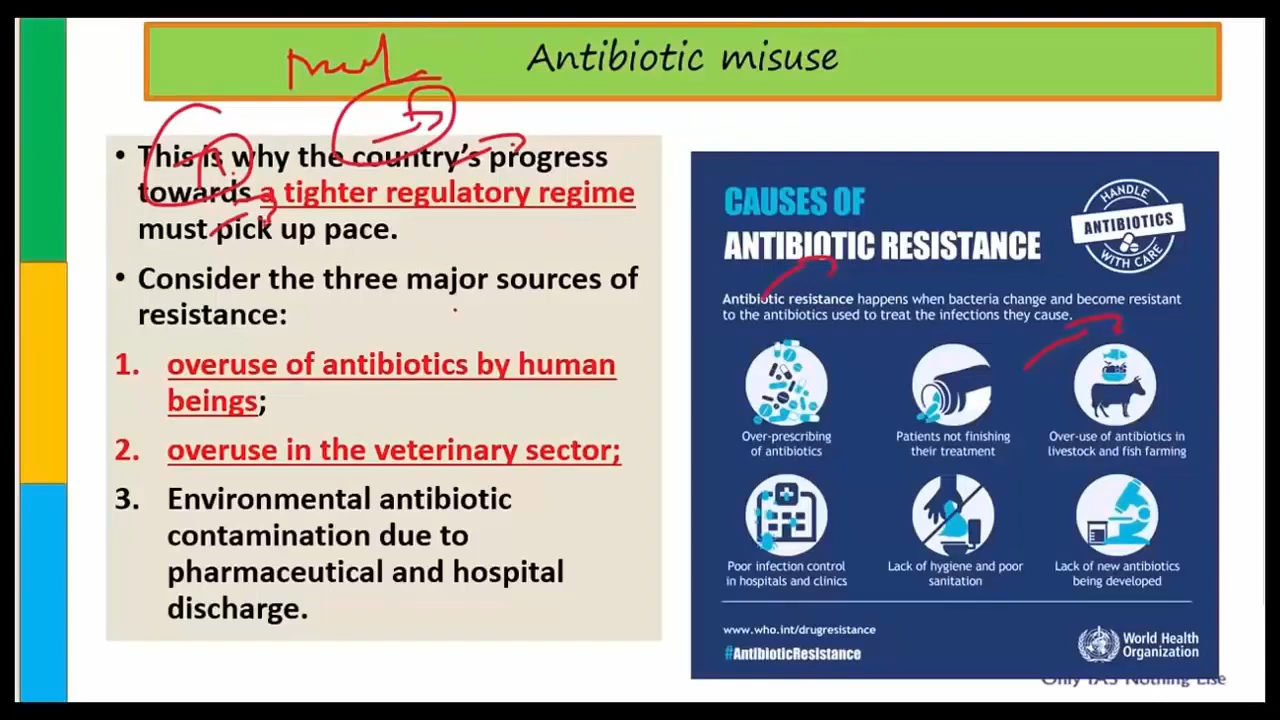 Antibiotic misuse
• This is why the country's progress
towards a tighter regulatory regime
must pick up pace.
• Consider the three major sources of
resistance:
1. overuse of antibiotics by human
beings;
2. overuse in the veterinary sector;
3. Environmental antibiotic
contamination due to
pharmaceutical and hospital
discharge.
CAUSES OF
ANTIBIOTIC RESISTANCE
HANDLE
ANTIBIOTICS
WITH CARE
Antibiotic resistance happens when bacteria change and become resistant
to the antibiotics used to treat the infections they cause.
Over-prescribing
of antibiotics
Patients not finishing
their treatment
Over-use of antibiotics in
livestock and fish farming
Poor infection control
in hospitals and clinics
Lack of hygiene and poor
sanitation
Lack of new antibiotics
being developed
www.who.int/drugresistance
#AntibioticResistance
World Health
Organization
Only IAS Nothing Else